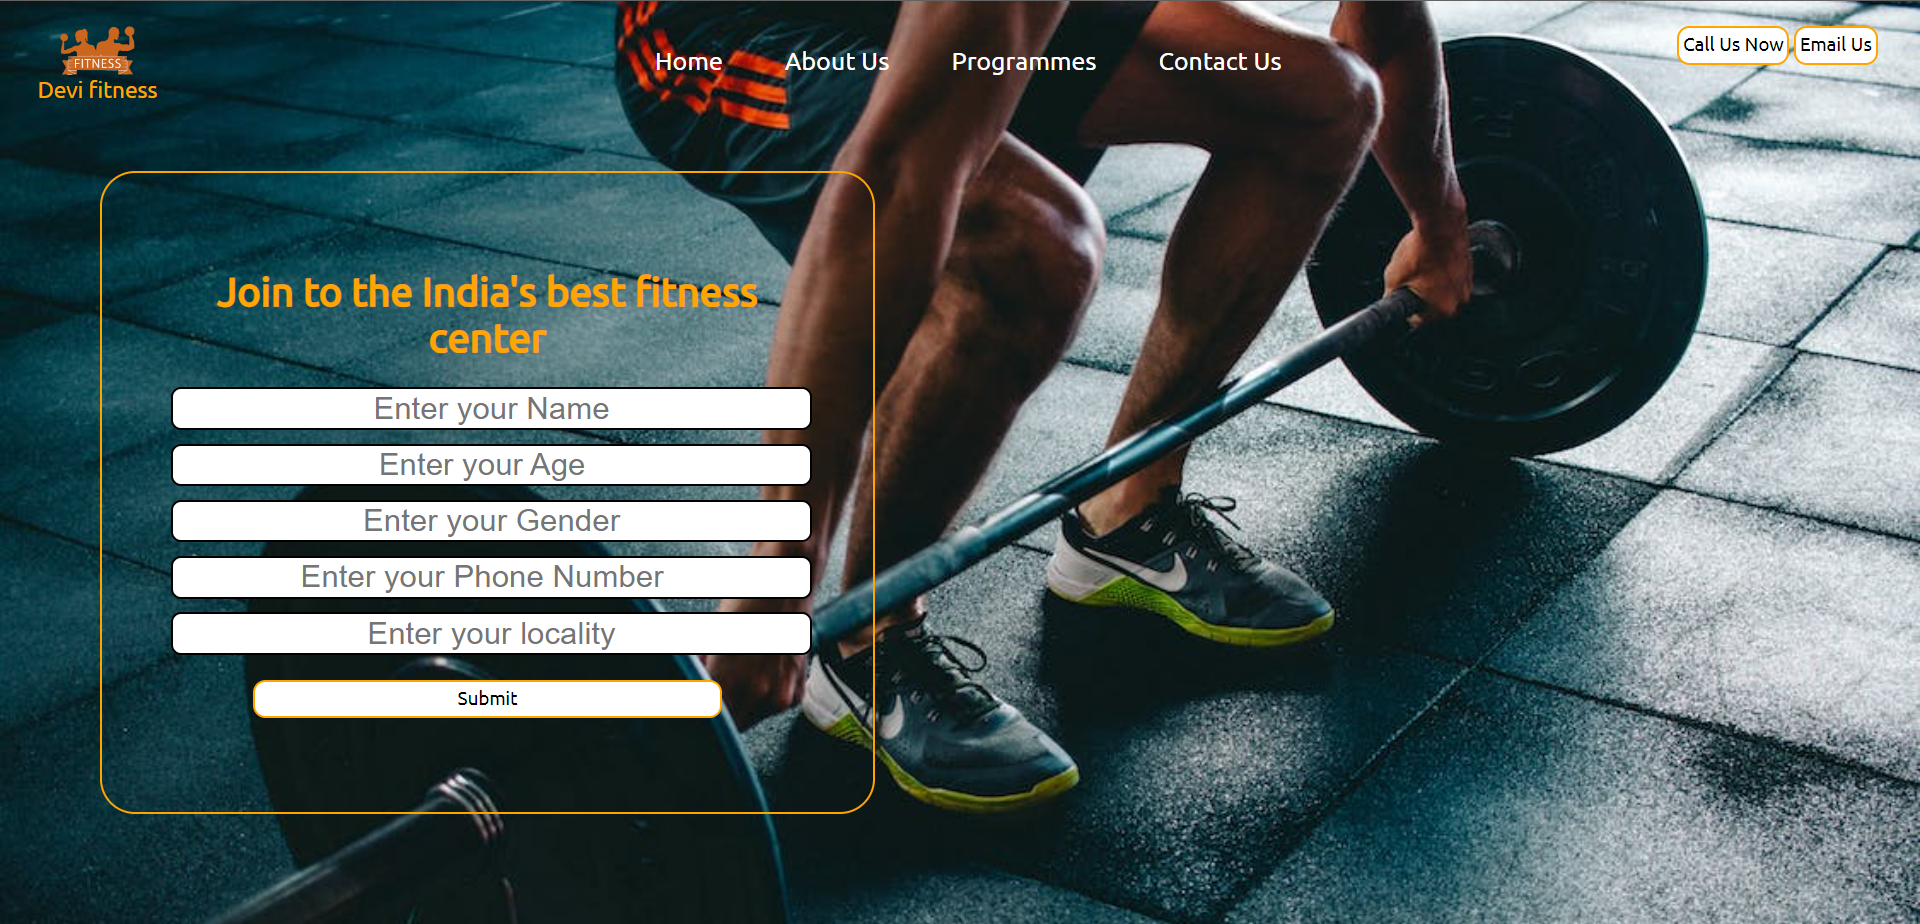 FITNESS
Devi fitness
Home
About Us
Programmes
Contact Us
Call Us Now
Email Us
Join to the India's best fitness
center
Enter your Name
Enter your Age
Enter your Gender
Enter your Phone Number
Enter your locality
Submit